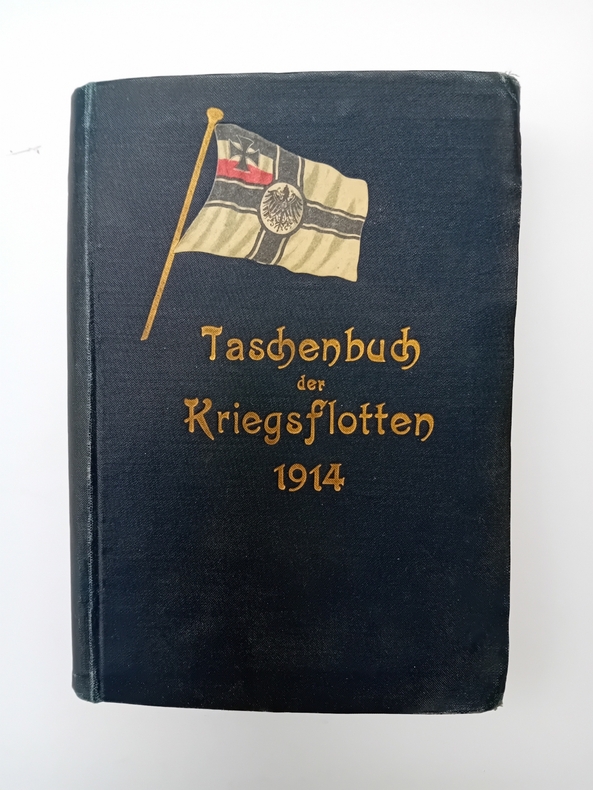 Taschenbuch
der
Kriegsflotten
1914